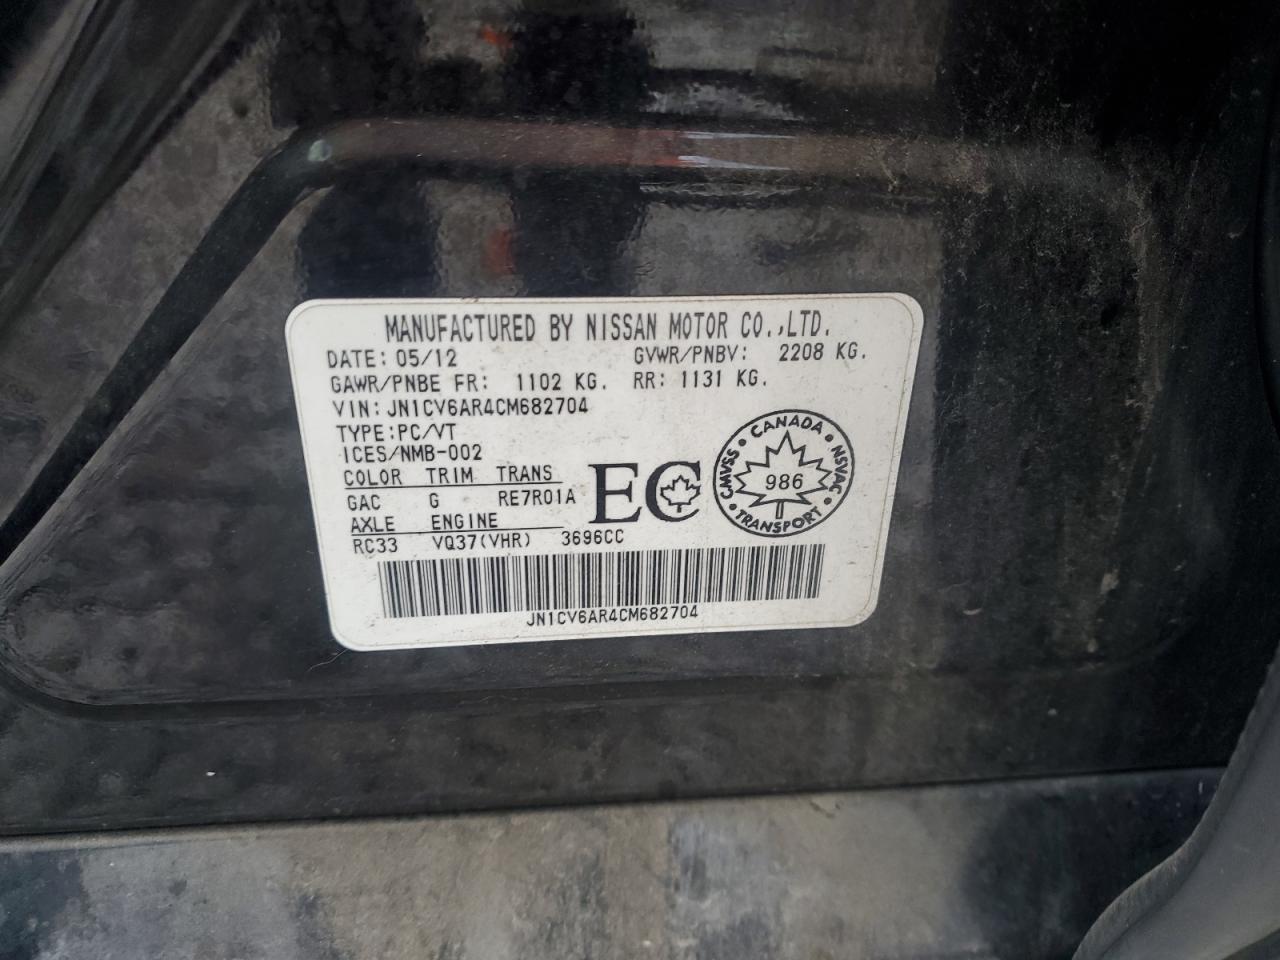 MANUFACTURED BY NISSAN MOTOR CO.,LTD.
DATE: 05/12 GVWR/PNBV: 2208 KG.
GAWR/PNBE FR: 1102 KG. RR: 1131 KG.
VIN: JN1CV6AR4CM682704
TYPE: PC/VT
ICES/NMB-002
COLOR TRIM TRANS
GAC G RE7R01A
AXLE ENGINE
RC33 VQ37(VHR) 3696CC
EC
CANADA
CMVSS • NSVAC
986
TRANSPORT
JN1CV6AR4CM682704